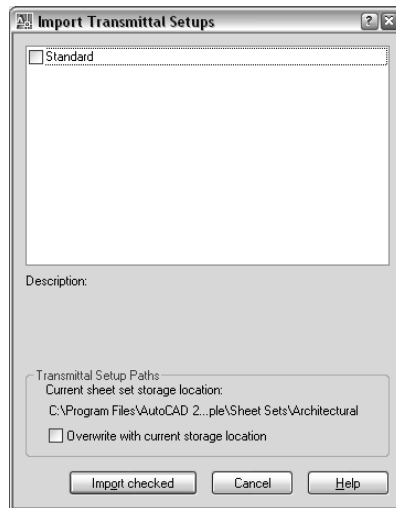 Import Transmittal Setups
Standard
Description:
Transmittal Setup Paths
Current sheet set storage location:
C:\Program Files\AutoCAD 2...ple\Sheet Sets\Architectural
Overwrite with current storage location
Import checked Cancel Help